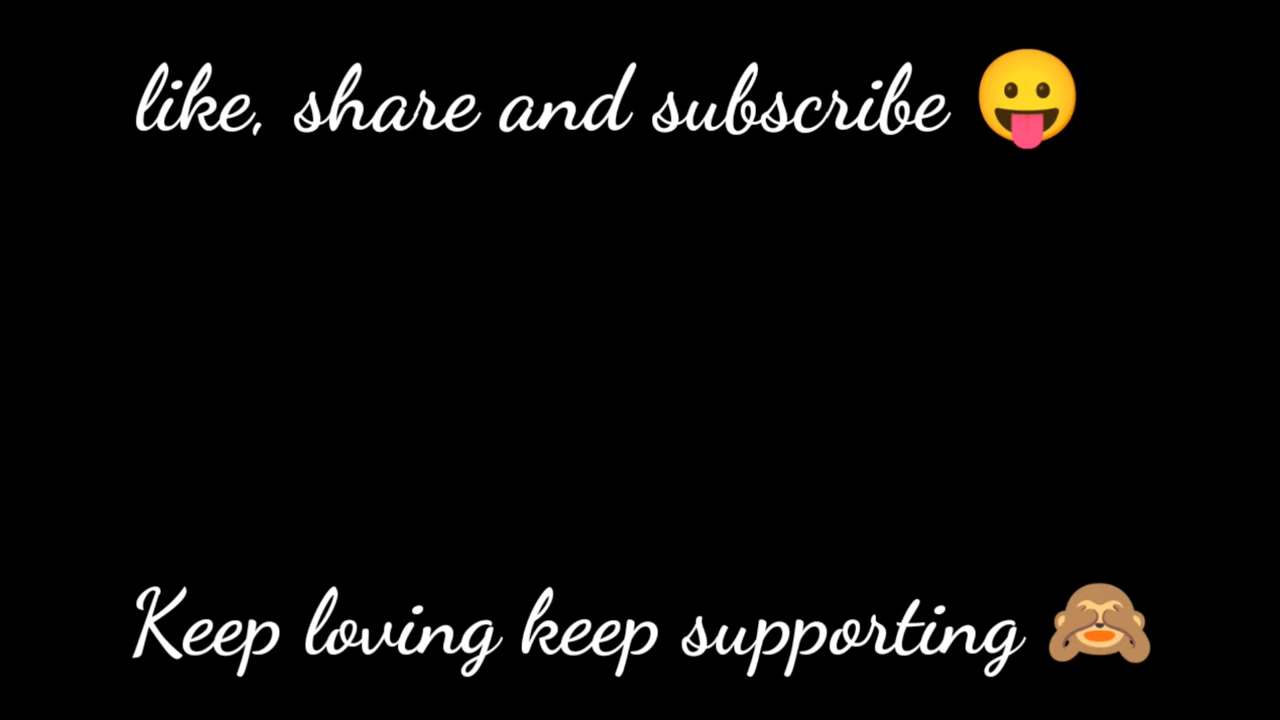 like, share and subscribe 😛
Keep loving keep supporting 🙈